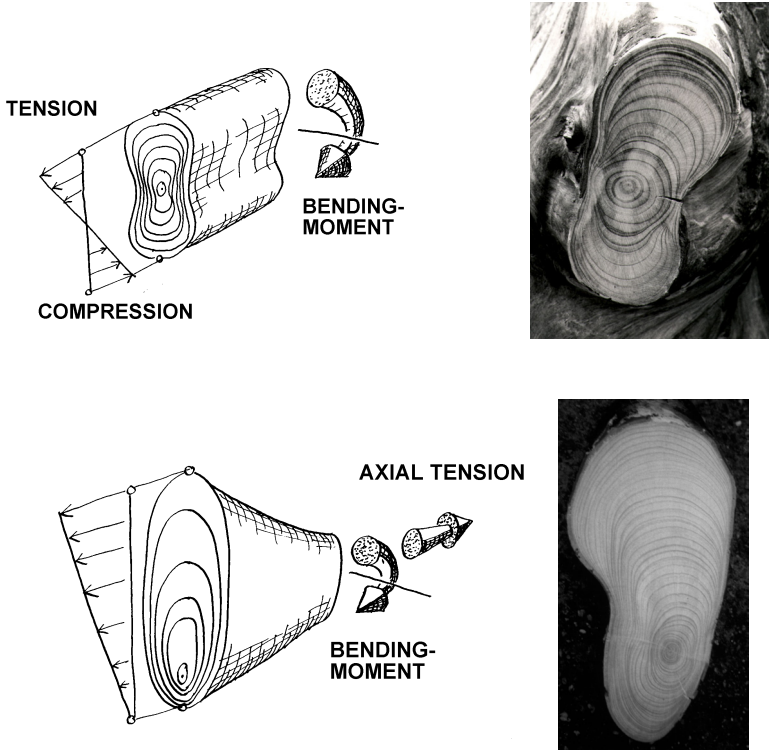 TENSION
BENDING-
MOMENT
COMPRESSION
AXIAL TENSION
BENDING-
MOMENT